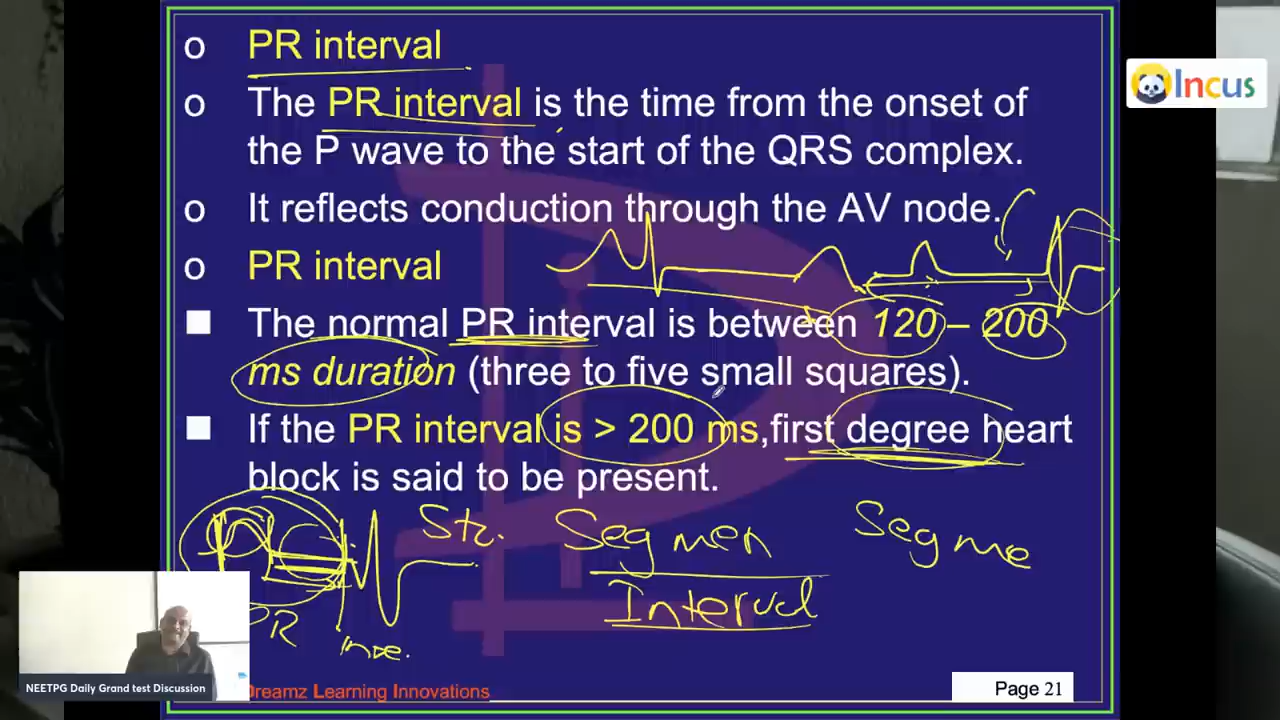 PR interval
The PR interval is the time from the onset of
the P wave to the start of the QRS complex.
It reflects conduction through the AV node.
PR interval
The normal PR interval is between 120 – 200
ms duration (three to five small squares).
If the PR interval is > 200 ms,first degree heart
block is said to be present.
Str. Segmen Segme
Interval
PR
Incus
NEETPG Daily Grand test Discussion
Dreamz Learning Innovations
Page 21